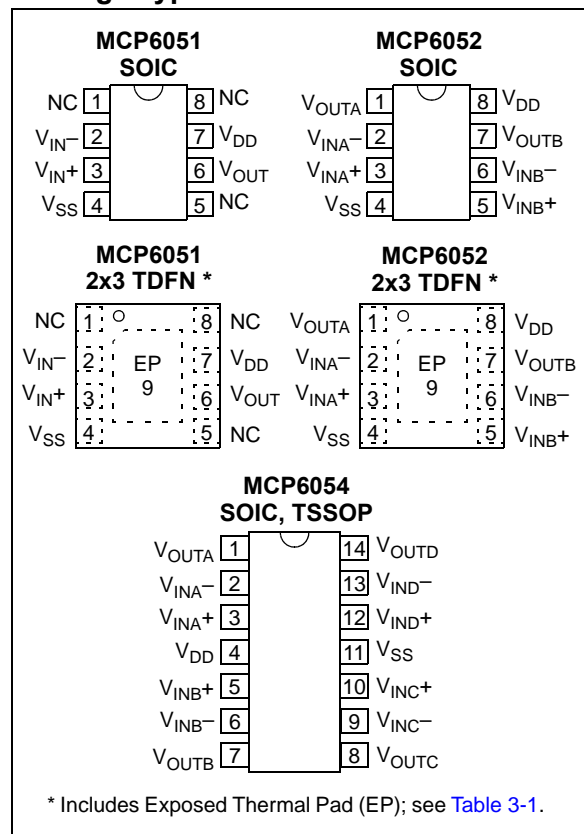 MCP6051
SOIC
NC 1 8 NC
VIN– 2 7 VDD
VIN+ 3 6 VOUT
VSS 4 5 NC
MCP6052
SOIC
VOUTA 1 8 VDD
VINA– 2 7 VOUTB
VINA+ 3 6 VINB–
VSS 4 5 VINB+
MCP6051
2x3 TDFN *
NC 1 8 NC
VIN– 2 EP 7 VDD
VIN+ 3 9 6 VOUT
VSS 4 5 NC
MCP6052
2x3 TDFN *
VOUTA 1 8 VDD
VINA– 2 EP 7 VOUTB
VINA+ 3 9 6 VINB–
VSS 4 5 VINB+
MCP6054
SOIC, TSSOP
VOUTA 1 14 VOUTD
VINA– 2 13 VIND–
VINA+ 3 12 VIND+
VDD 4 11 VSS
VINB+ 5 10 VINC+
VINB– 6 9 VINC–
VOUTB 7 8 VOUTC
* Includes Exposed Thermal Pad (EP); see Table 3-1.